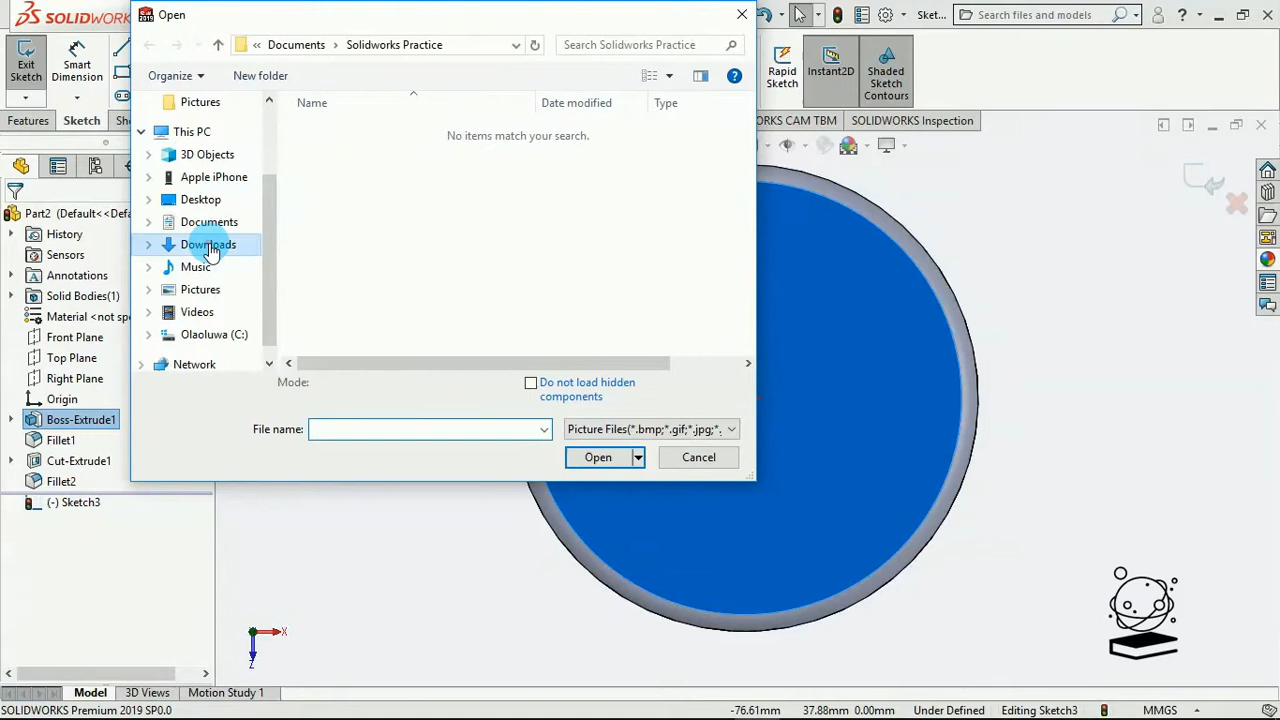 SOLIDWORKS
Open
SW
2019
Sket...
Search files and models
Exit
Sketch
Smart
Dimension
Documents
Solidworks Practice
Search Solidworks Practice
Organize
New folder
Rapid
Sketch
Instant2D
Shaded
Sketch
Contours
Features
Sketch
WORKS CAM TBM
SOLIDWORKS Inspection
Pictures
This PC
3D Objects
Apple iPhone
Desktop
Documents
Downloads
Music
Pictures
Videos
Olaoluwa (C:)
Network
Name
Date modified
Type
No items match your search.
Mode:
Do not load hidden
components
File name:
Picture Files(*.bmp;*.gif;*.jpg;*.
Open
Cancel
Part2 (Default<<Defa
History
Sensors
Annotations
Solid Bodies(1)
Material <not sp
Front Plane
Top Plane
Right Plane
Origin
Boss-Extrude1
Fillet1
Cut-Extrude1
Fillet2
(-) Sketch3
X
Z
Model
3D Views
Motion Study 1
SOLIDWORKS Premium 2019 SP0.0
-76.61mm
37.88mm 0.00mm
Under Defined
Editing Sketch3
MMGS